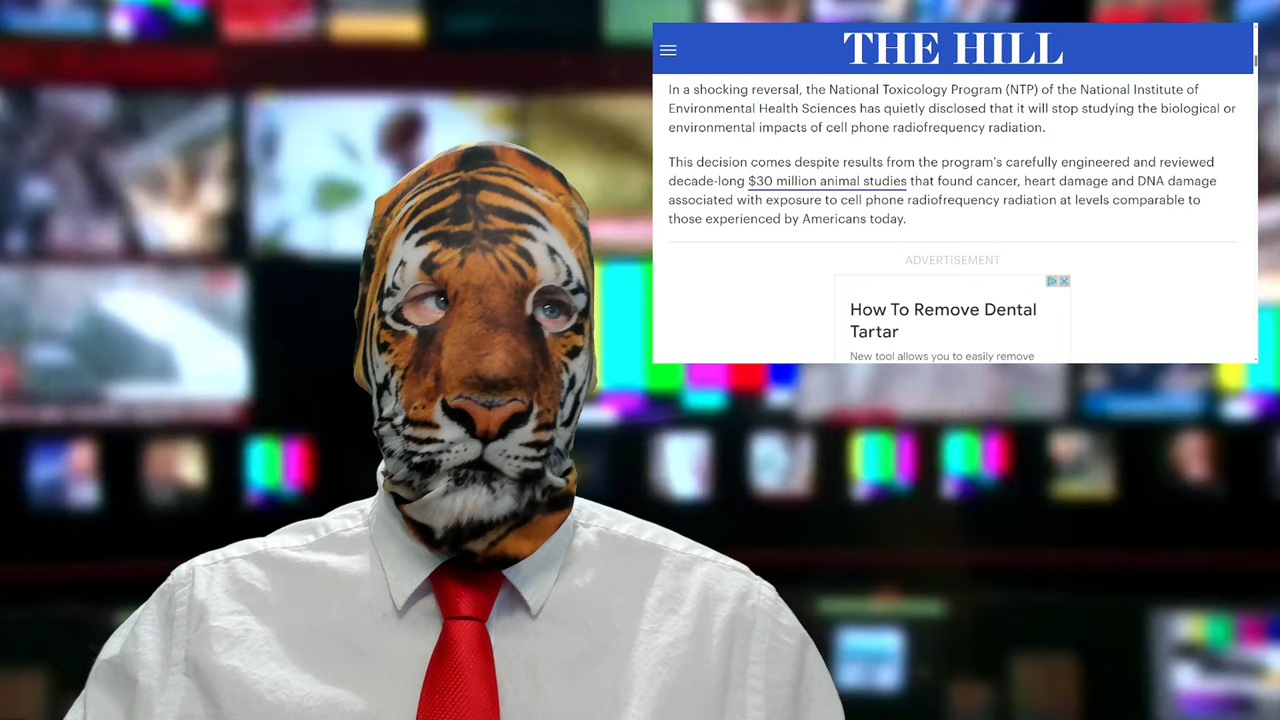 THE HILL
In a shocking reversal, the National Toxicology Program (NTP) of the National Institute of
Environmental Health Sciences has quietly disclosed that it will stop studying the biological or
environmental impacts of cell phone radiofrequency radiation.
This decision comes despite results from the program's carefully engineered and reviewed
decade-long $30 million animal studies that found cancer, heart damage and DNA damage
associated with exposure to cell phone radiofrequency radiation at levels comparable to
those experienced by Americans today.
ADVERTISEMENT
How To Remove Dental
Tartar
New tool allows you to easily remove